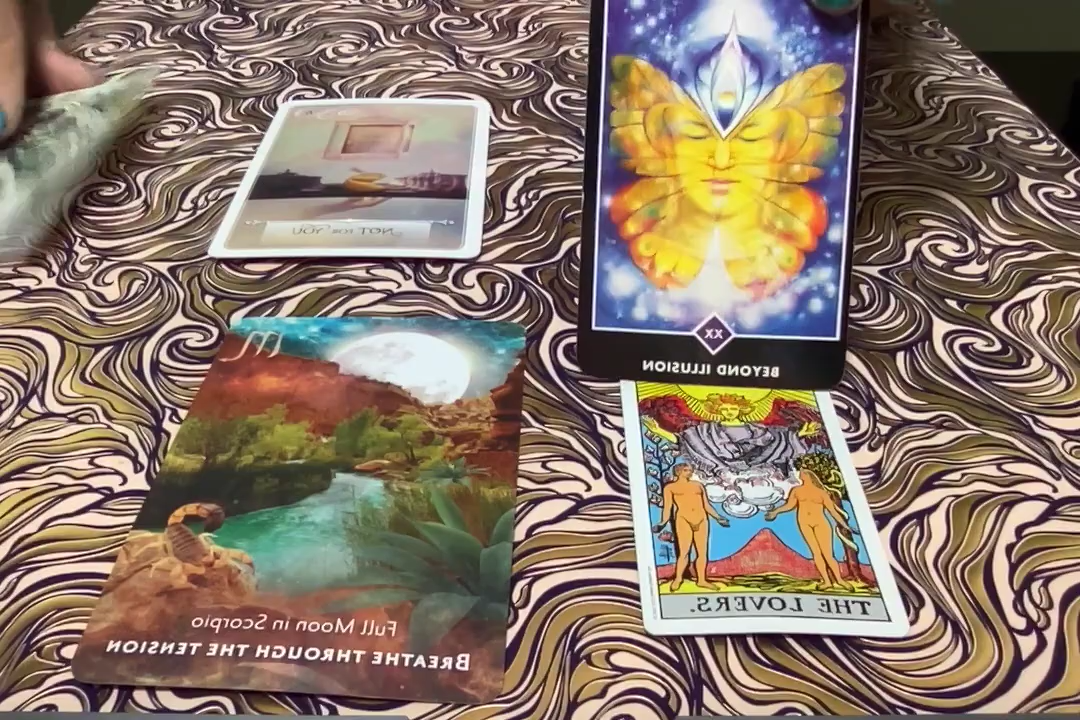 NOT FOR YOU
XX
BEYOND ILLUSION
THE LOVERS.
Full Moon in Scorpio
BREATHE THROUGH THE TENSION